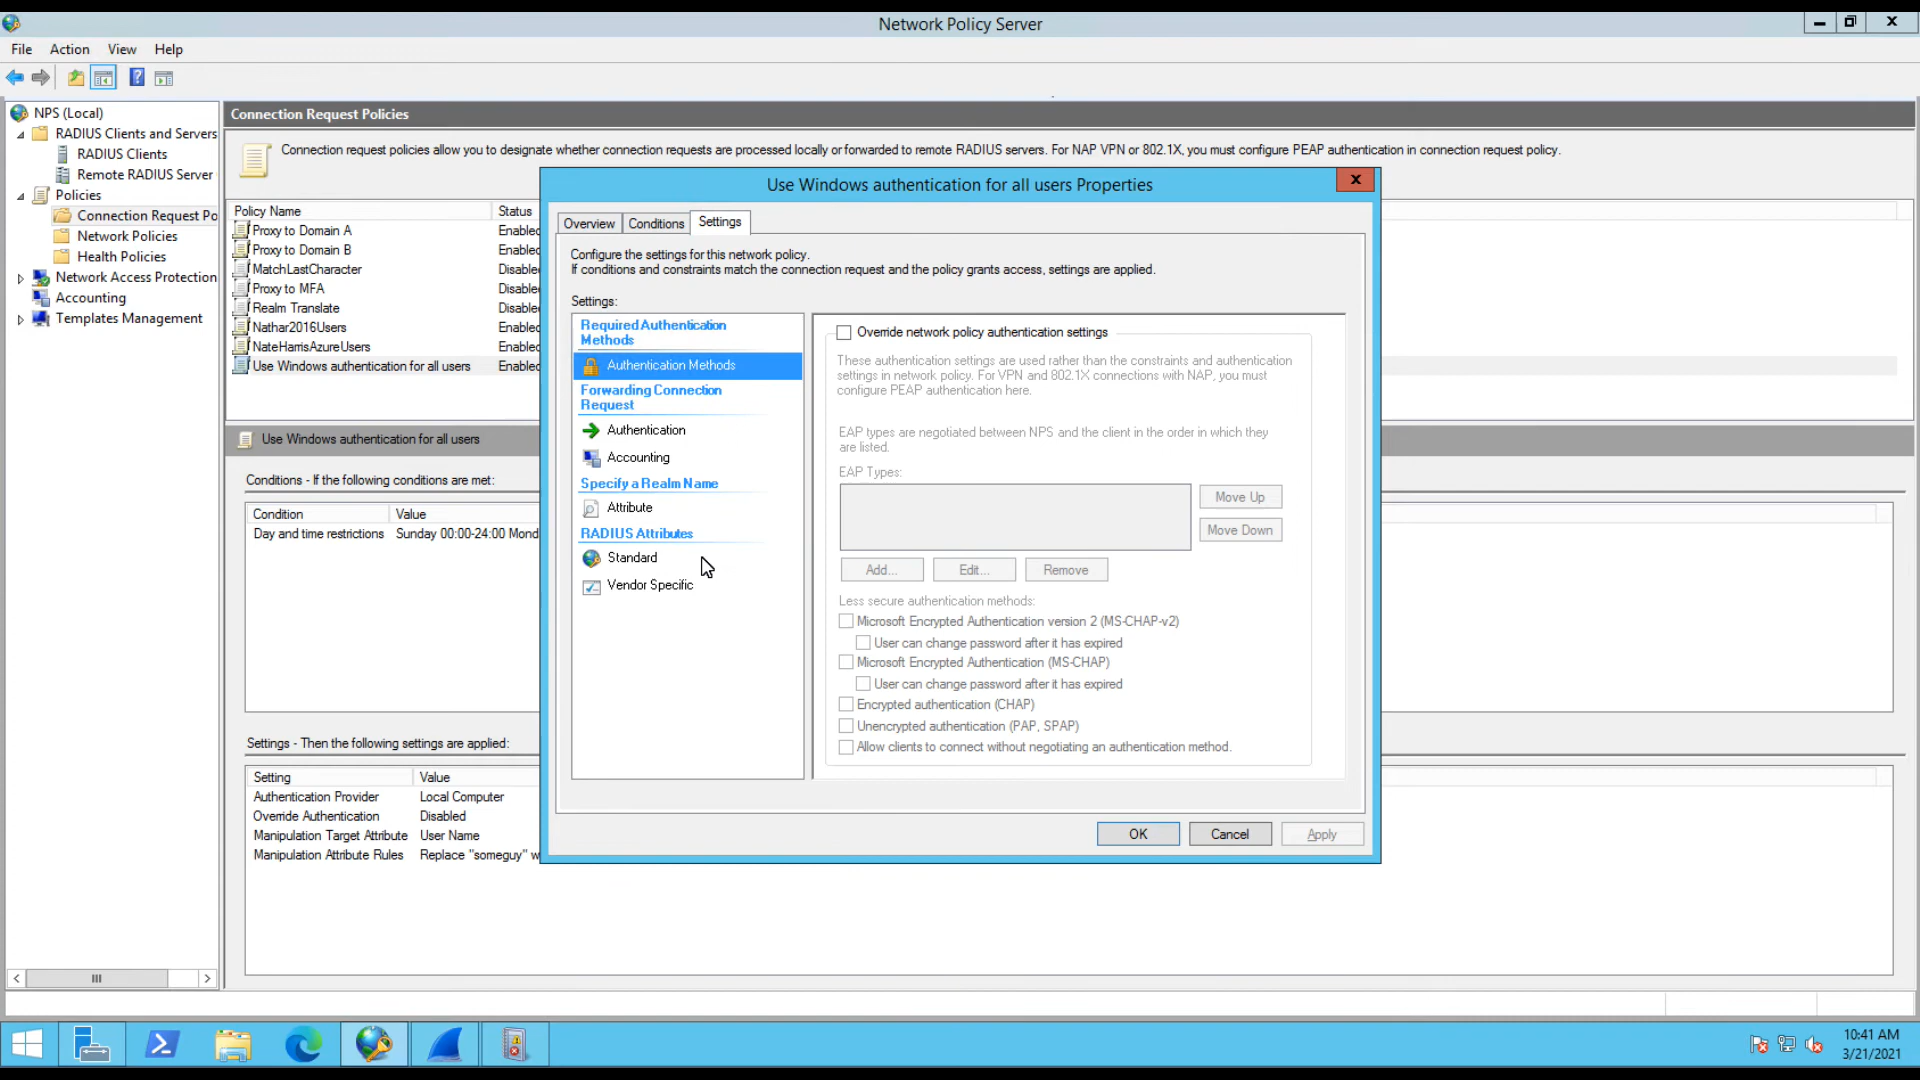 Network Policy Server
File Action View Help
NPS (Local)
RADIUS Clients and Servers
RADIUS Clients
Remote RADIUS Server
Policies
Connection Request Po
Network Policies
Health Policies
Network Access Protection
Accounting
Templates Management
Connection Request Policies
Connection request policies allow you to designate whether connection requests are processed locally or forwarded to remote RADIUS servers. For NAP VPN or 802.1X, you must configure PEAP authentication in connection request policy.
Policy Name Status
Proxy to Domain A Enabled
Proxy to Domain B Enabled
MatchLastCharacter Disable
Proxy to MFA Disable
Realm Translate Disable
Nathar2016Users Enabled
NateHarrisAzureUsers Enabled
Use Windows authentication for all users Enabled
Use Windows authentication for all users
Conditions - If the following conditions are met:
Condition Value
Day and time restrictions Sunday 00:00-24:00 Mond
Settings - Then the following settings are applied:
Setting Value
Authentication Provider Local Computer
Override Authentication Disabled
Manipulation Target Attribute User Name
Manipulation Attribute Rules Replace "someguy" w
Use Windows authentication for all users Properties
x
Overview Conditions Settings
Configure the settings for this network policy.
If conditions and constraints match the connection request and the policy grants access, settings are applied.
Settings:
Required Authentication
Methods
Authentication Methods
Forwarding Connection
Request
Authentication
Accounting
Specify a Realm Name
Attribute
RADIUS Attributes
Standard
Vendor Specific
Override network policy authentication settings
These authentication settings are used rather than the constraints and authentication
settings in network policy. For VPN and 802.1X connections with NAP, you must
configure PEAP authentication here.
EAP types are negotiated between NPS and the client in the order in which they
are listed.
EAP Types:
Move Up
Move Down
Add... Edit... Remove
Less secure authentication methods:
Microsoft Encrypted Authentication version 2 (MS-CHAP-v2)
User can change password after it has expired
Microsoft Encrypted Authentication (MS-CHAP)
User can change password after it has expired
Encrypted authentication (CHAP)
Unencrypted authentication (PAP, SPAP)
Allow clients to connect without negotiating an authentication method.
OK Cancel Apply
10:41 AM
3/21/2021